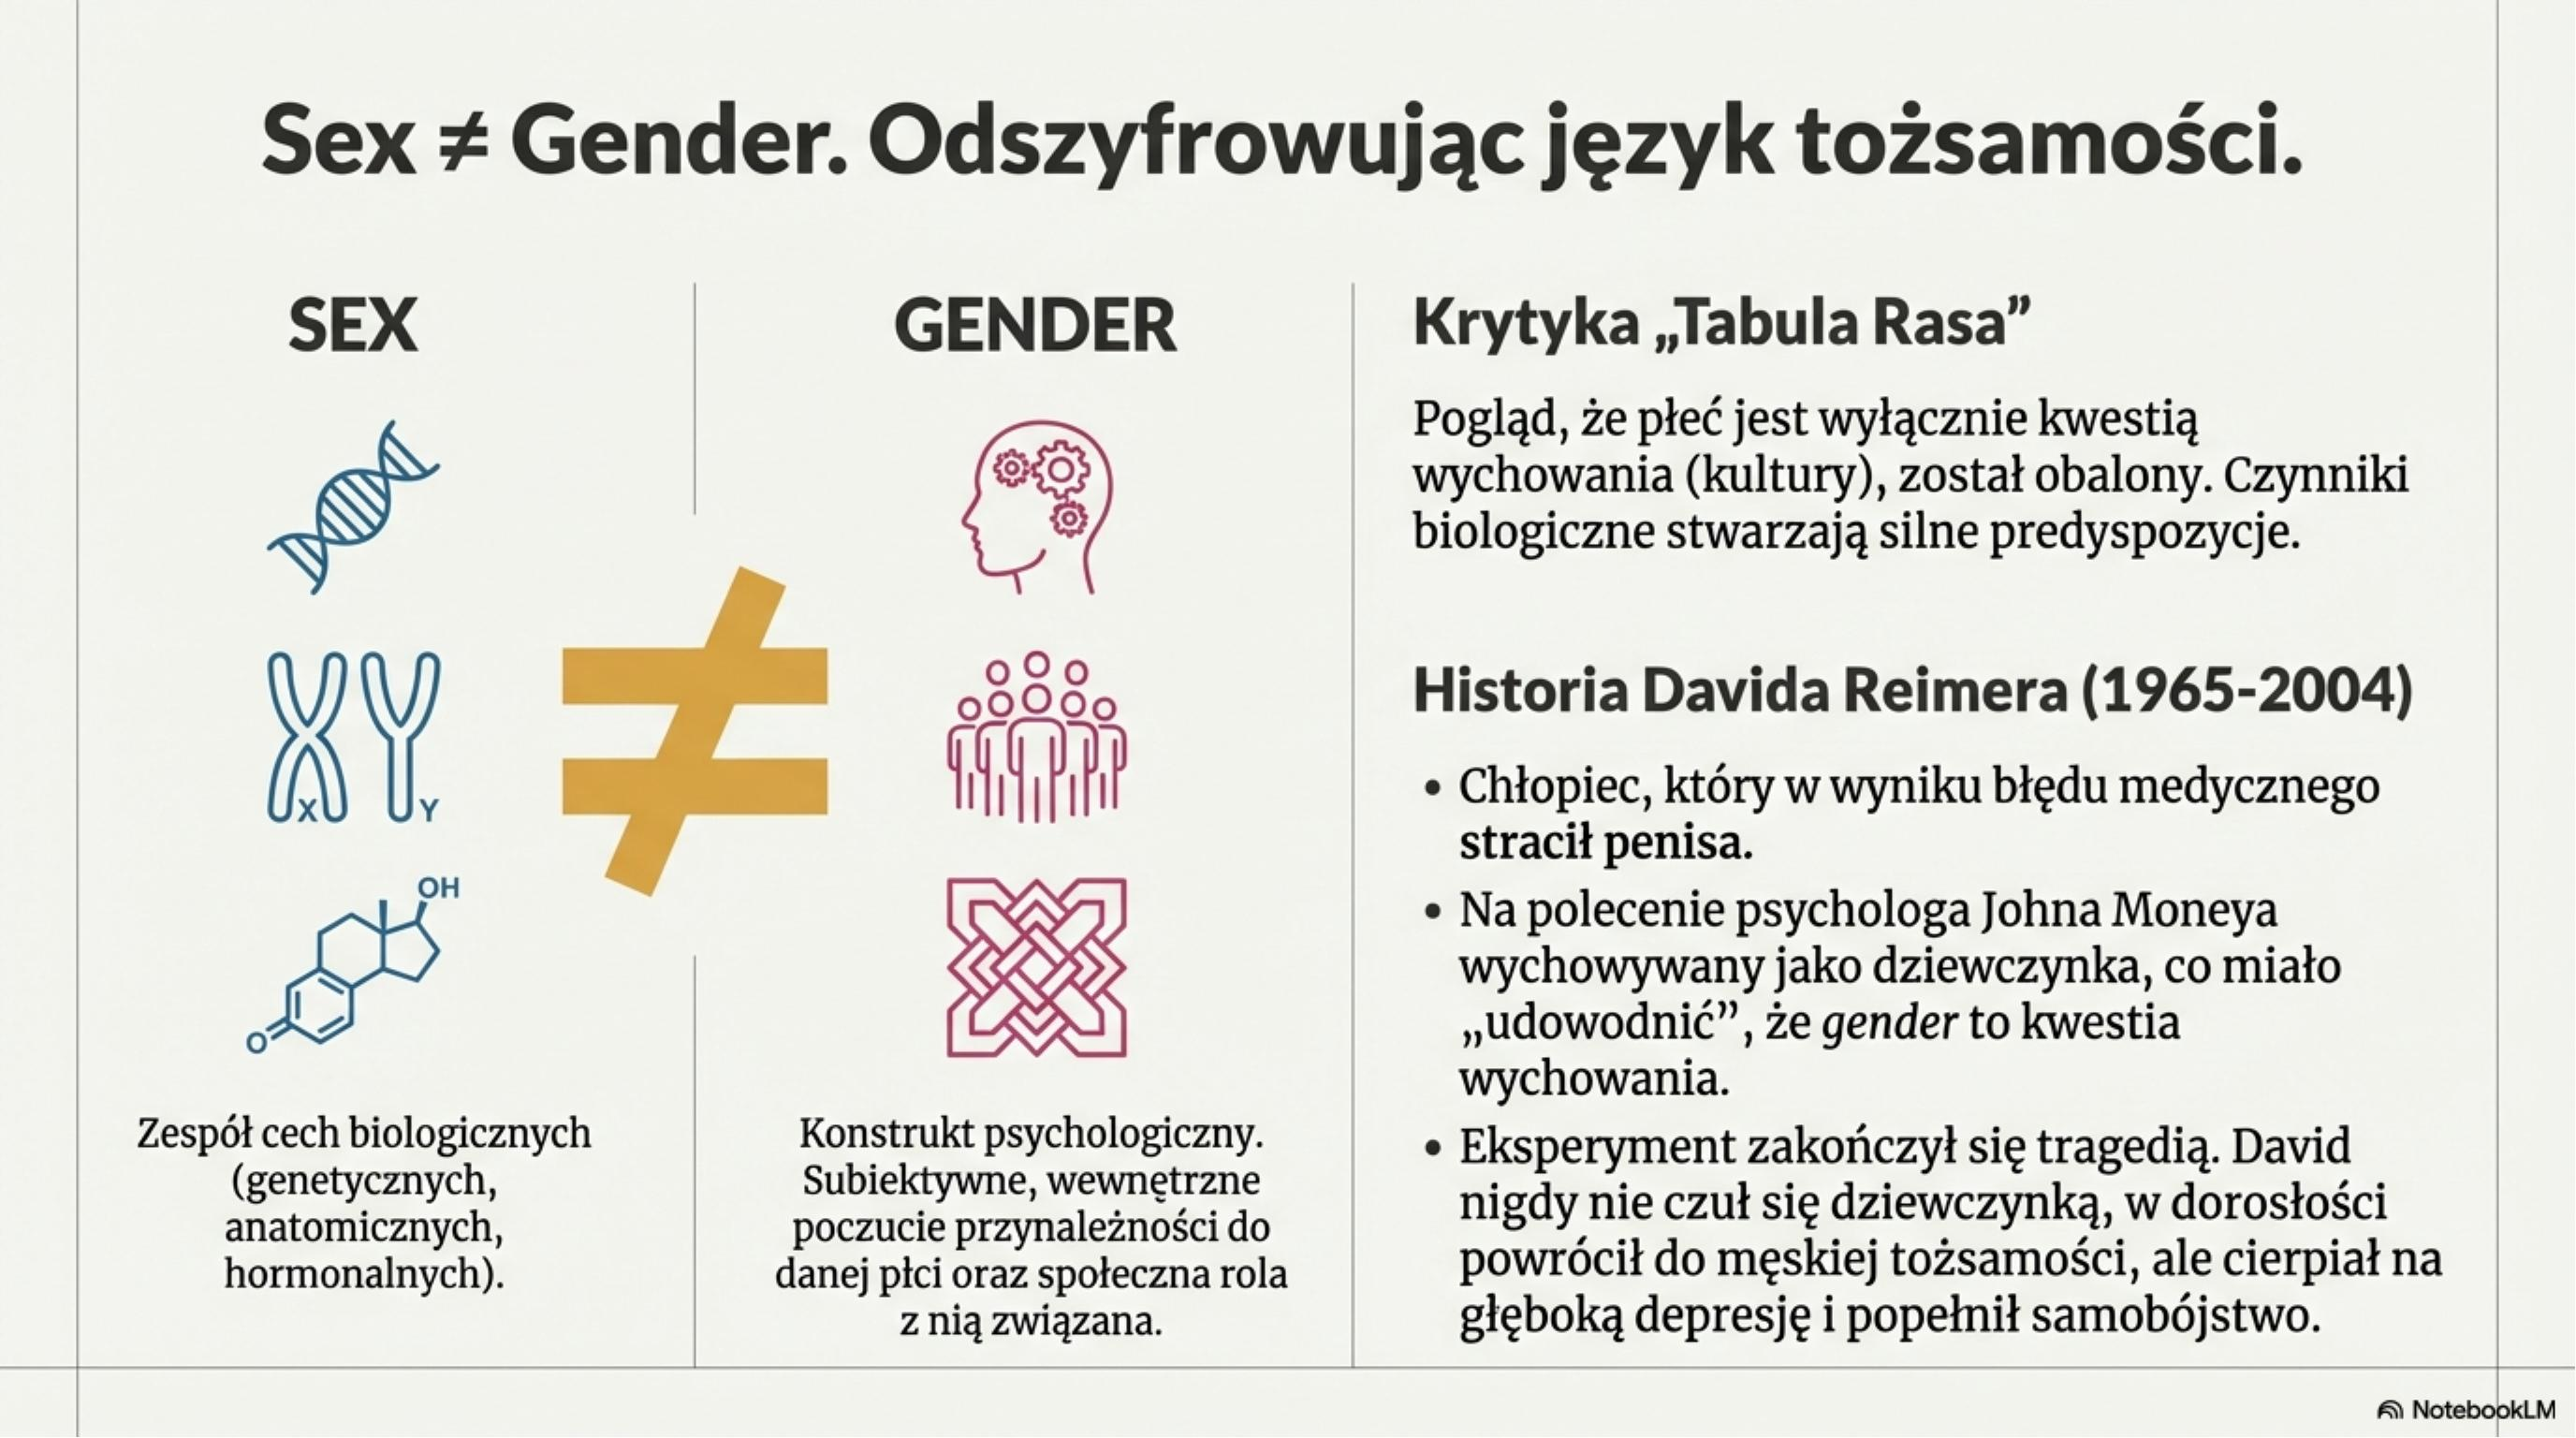 Sex ≠ Gender. Odszyfrowując język tożsamości.
SEX
X
Y
OH
O
Zespół cech biologicznych
(genetycznych,
anatomicznych,
hormonalnych).
GENDER
Konstrukt psychologiczny.
Subiektywne, wewnętrzne
poczucie przynależności do
danej płci oraz społeczna rola
z nią związana.
Krytyka „Tabula Rasa”
Pogląd, że płeć jest wyłącznie kwestią
wychowania (kultury), został obalony. Czynniki
biologiczne stwarzają silne predyspozycje.
Historia Davida Reimera (1965-2004)
• Chłopiec, który w wyniku błędu medycznego
stracił penisa.
• Na polecenie psychologa Johna Moneya
wychowywany jako dziewczynka, co miało
„udowodnić”, że gender to kwestia
wychowania.
• Eksperyment zakończył się tragedią. David
nigdy nie czuł się dziewczynką, w dorosłości
powrócił do męskiej tożsamości, ale cierpiał na
głęboką depresję i popełnił samobójstwo.
NotebookLM